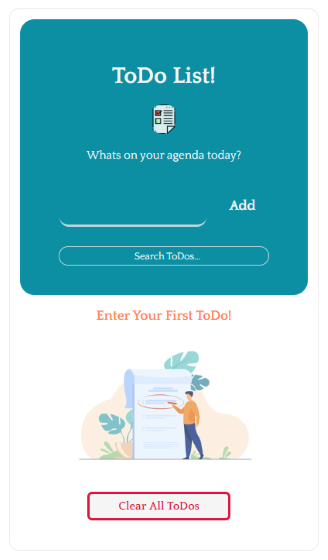 ToDo List!
Whats on your agenda today?
Add
Search ToDos...
Enter Your First ToDo!
Clear All ToDos